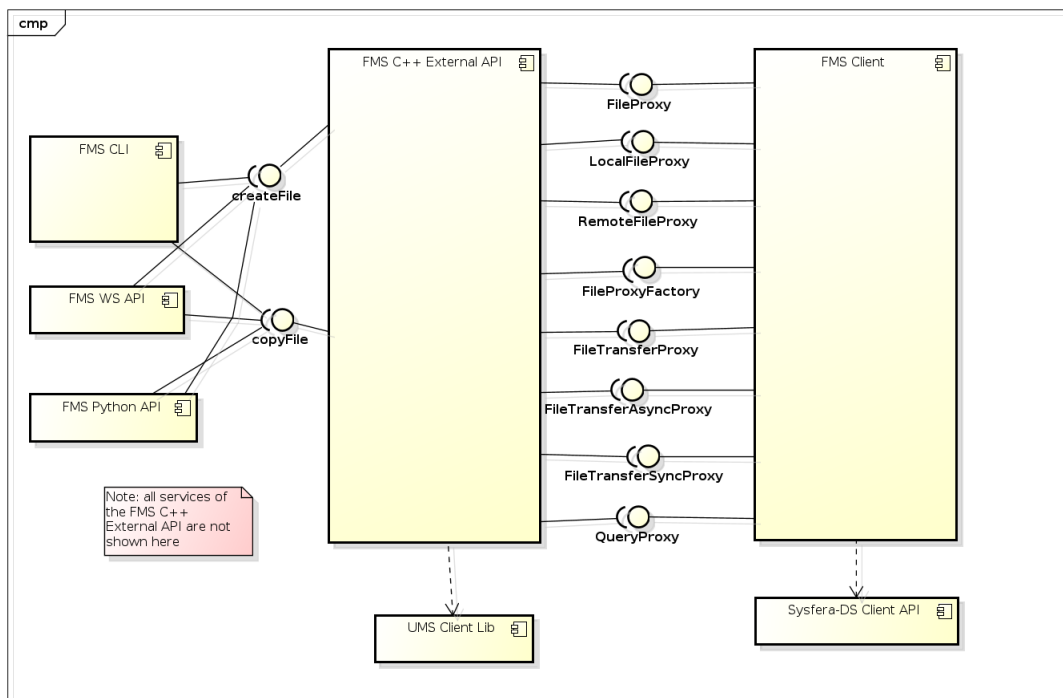 cmp
FMS C++ External API
FMS Client
FileProxy
FMS CLI
LocalFileProxy
createFile
RemoteFileProxy
FMS WS API
FileProxyFactory
copyFile
FileTransferProxy
FMS Python API
FileTransferAsyncProxy
FileTransferSyncProxy
Note: all services of
the FMS C++
External API are not
shown here
QueryProxy
UMS Client Lib
Sysfera-DS Client API